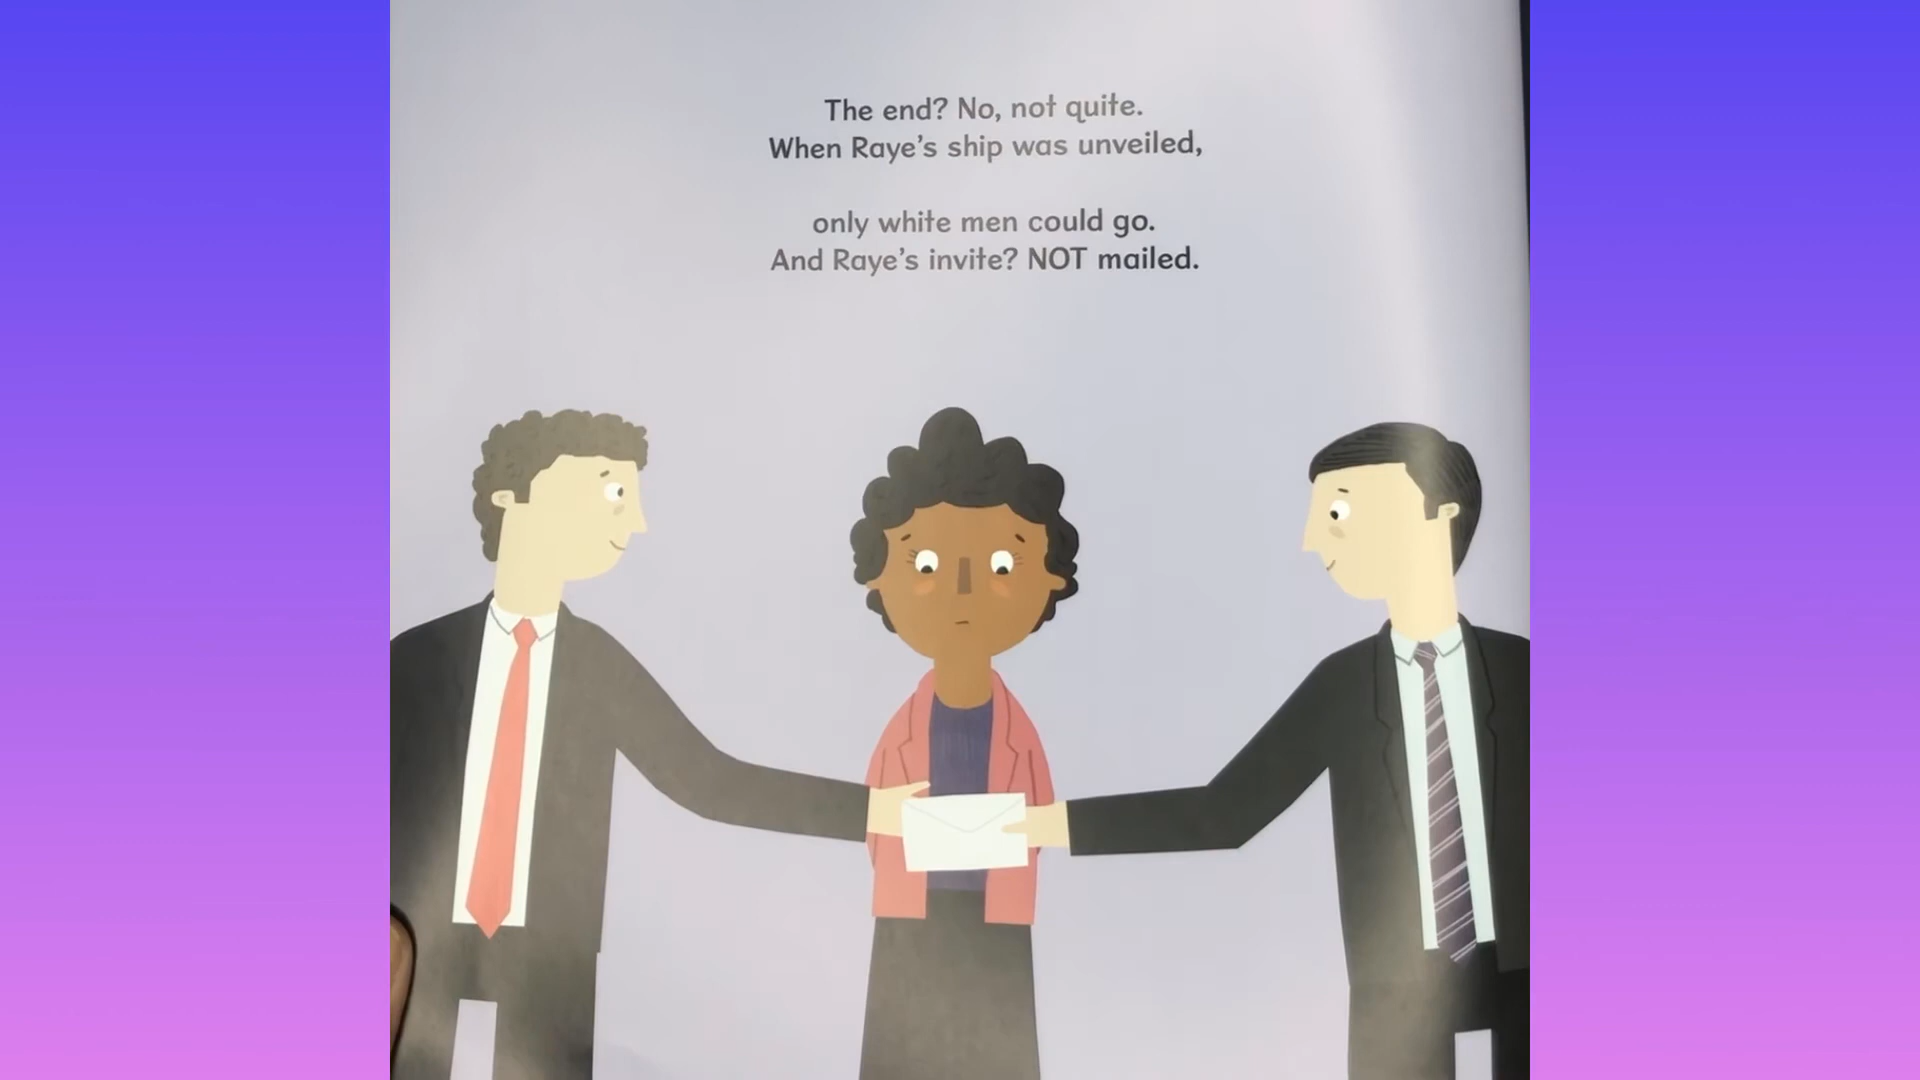 The end? No, not quite.
When Raye's ship was unveiled,
only white men could go.
And Raye's invite? NOT mailed.